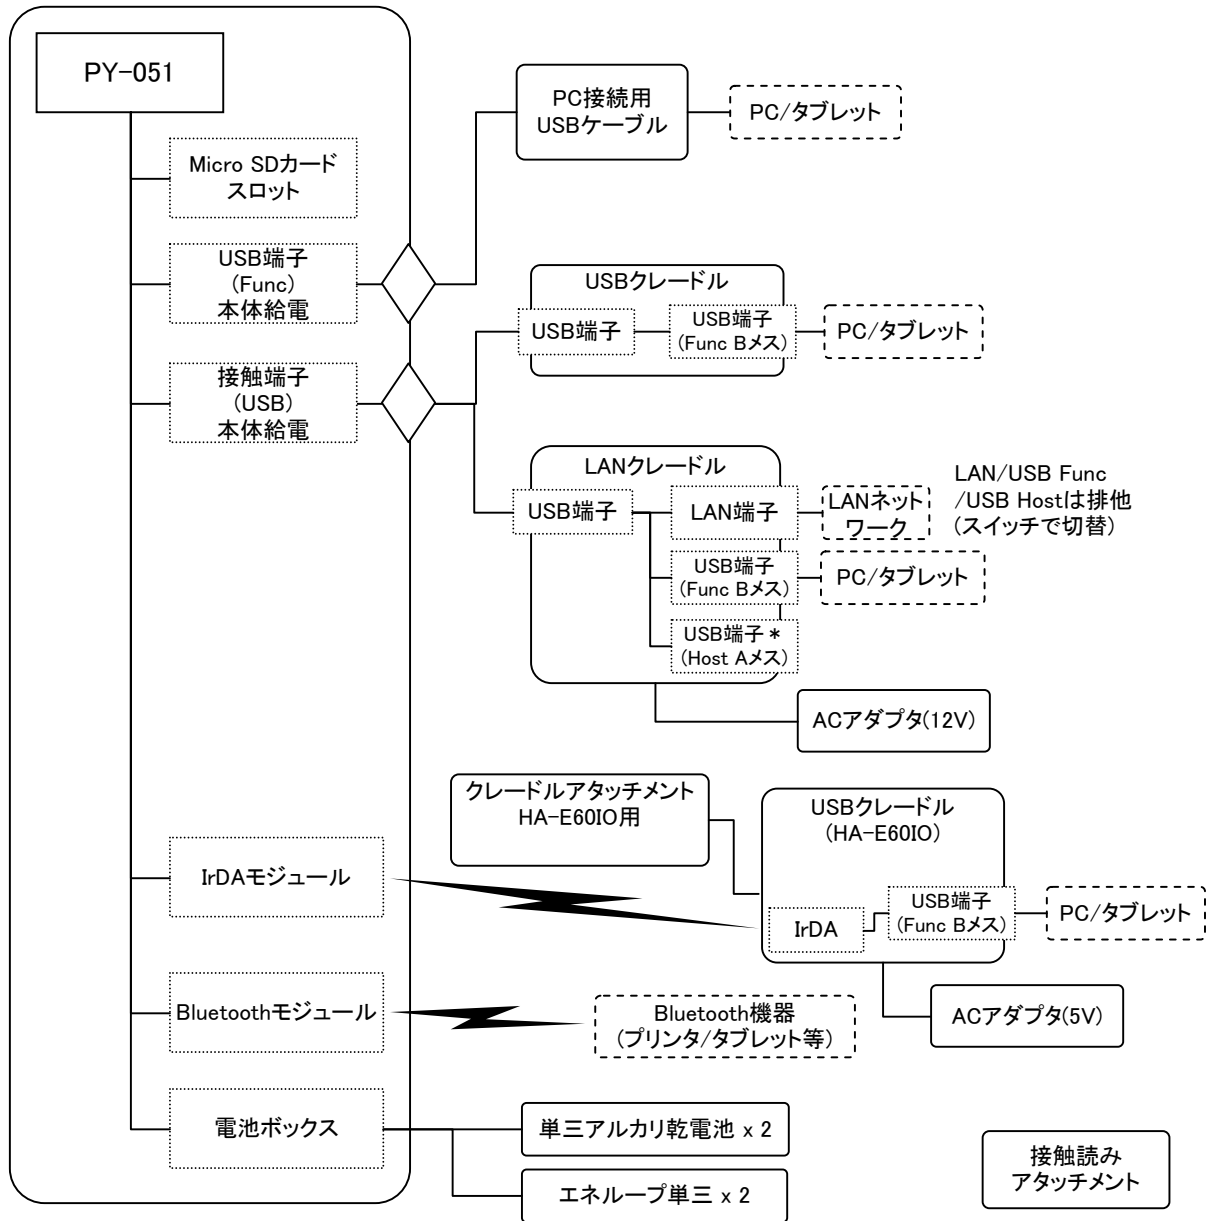 PY-051
Micro SDカード
スロット
USB端子
(Func)
本体給電
接触端子
(USB)
本体給電
IrDAモジュール
Bluetoothモジュール
電池ボックス
PC接続用
USBケーブル
PC/タブレット
USBクレードル
USB端子
USB端子
(Func Bメス)
PC/タブレット
LANクレードル
USB端子
LAN端子
LANネット
ワーク
LAN/USB Func
/USB Hostは排他
(スイッチで切替)
USB端子
(Func Bメス)
PC/タブレット
USB端子*
(Host Aメス)
ACアダプタ(12V)
クレードルアタッチメント
HA-E60IO用
USBクレードル
(HA-E60IO)
IrDA
USB端子
(Func Bメス)
PC/タブレット
ACアダプタ(5V)
Bluetooth機器
(プリンタ/タブレット等)
単三アルカリ乾電池 x 2
エネループ単三 x 2
接触読み
アタッチメント